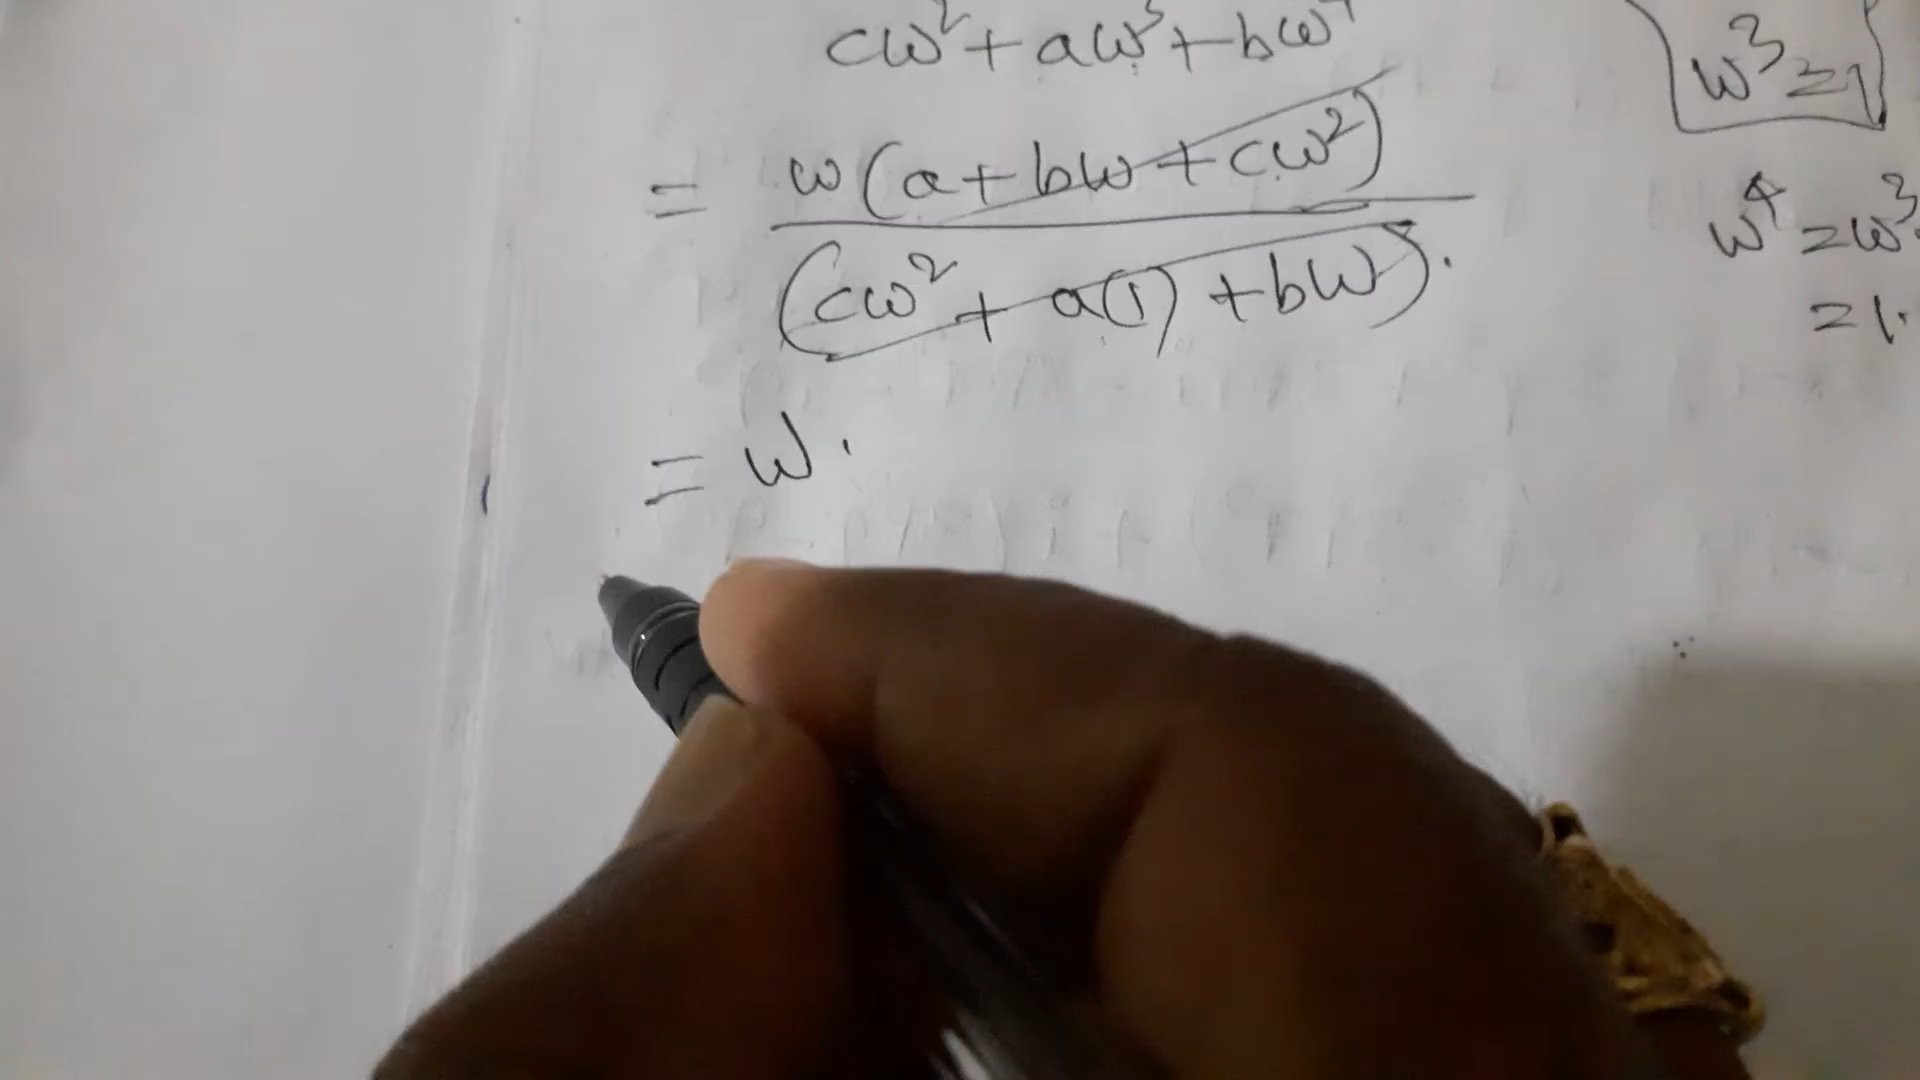 cω²+aω³+bω⁴
ω³=1
= ω(a+bω+cω²)
(cω²+a(1)+bω).
ω⁴=ω³.
=1.
= ω.